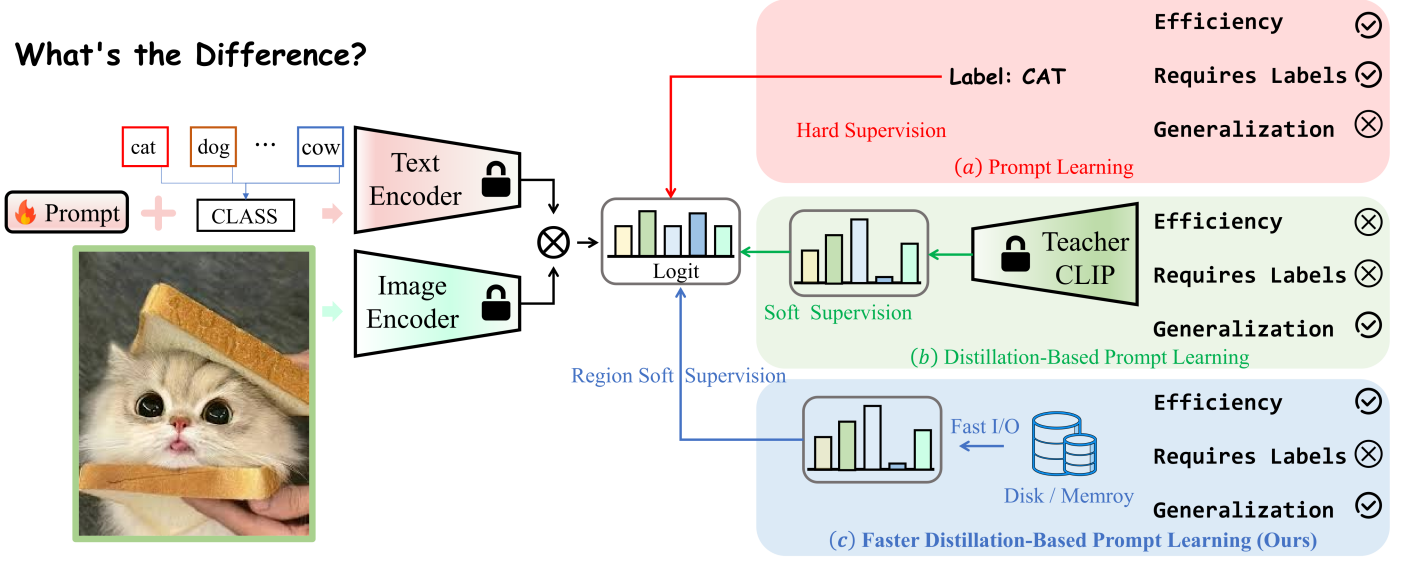 What's the Difference?
cat
dog
...
cow
Prompt
CLASS
Text
Encoder
Image
Encoder
Logit
Label: CAT
Hard Supervision
(a) Prompt Learning
Efficiency
Requires Labels
Generalization
Soft Supervision
Teacher
CLIP
(b) Distillation-Based Prompt Learning
Efficiency
Requires Labels
Generalization
Region Soft Supervision
Fast I/O
Disk / Memroy
(c) Faster Distillation-Based Prompt Learning (Ours)
Efficiency
Requires Labels
Generalization